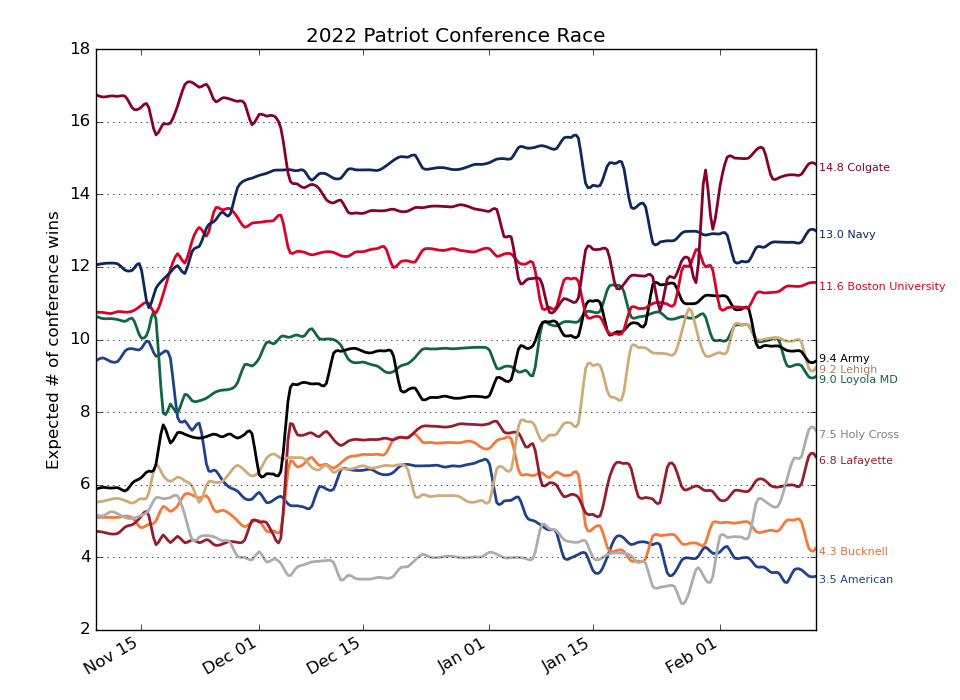 2022 Patriot Conference Race
Expected # of conference wins
18
16
14
12
10
8
6
4
2
14.8 Colgate
13.0 Navy
11.6 Boston University
9.4 Army
9.2 Lehigh
9.0 Loyola MD
7.5 Holy Cross
6.8 Lafayette
4.3 Bucknell
3.5 American
Nov 15
Dec 01
Dec 15
Jan 01
Jan 15
Feb 01